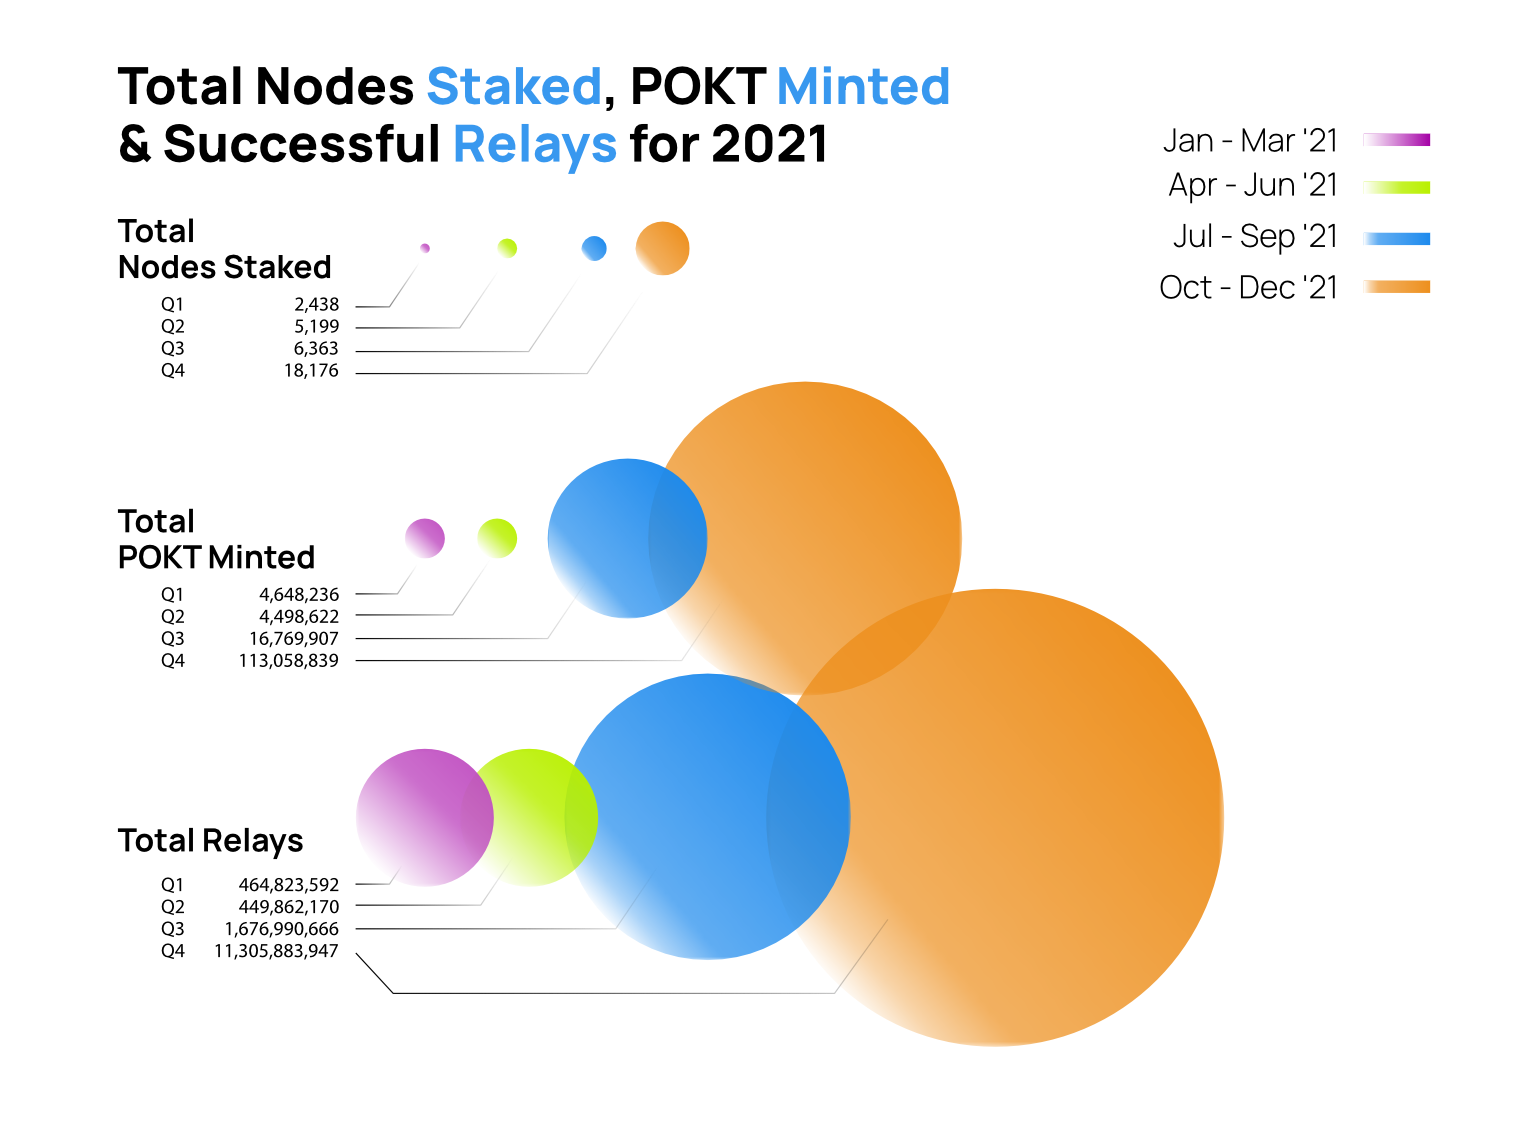 Total Nodes Staked, POKT Minted
& Successful Relays for 2021
Jan - Mar '21
Apr - Jun '21
Jul - Sep '21
Oct - Dec '21
Total
Nodes Staked
Q1 2,438
Q2 5,199
Q3 6,363
Q4 18,176
Total
POKT Minted
Q1 4,648,236
Q2 4,498,622
Q3 16,769,907
Q4 113,058,839
Total Relays
Q1 464,823,592
Q2 449,862,170
Q3 1,676,990,666
Q4 11,305,883,947